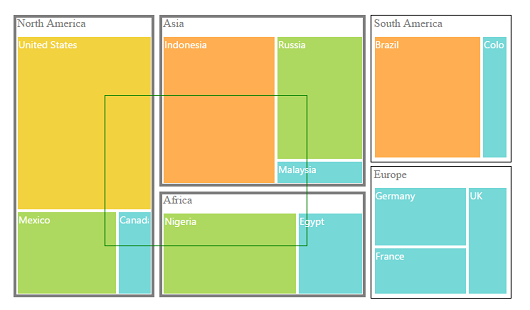 North America
United States
Mexico
Canad
Asia
Indonesia
Russia
Malaysia
Africa
Nigeria
Egypt
South America
Brazil
Colo
Europe
Germany
France
UK